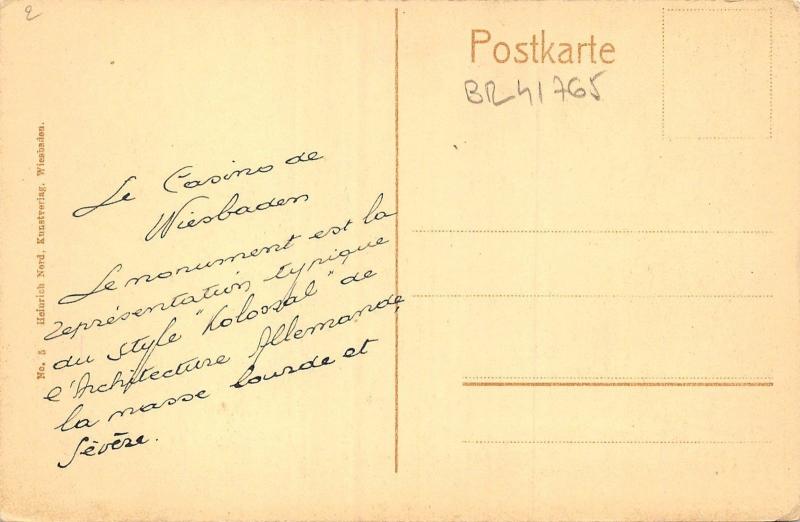 2
Postkarte
BR41765
No. 5 Heinrich Nord, Kunstverlag, Wiesbaden.
Le Casino de
Wiesbaden
Le monument est la
représentation typique
du style "Kolossal" de
l'Architecture Allemande,
la masse lourde et
sévère.